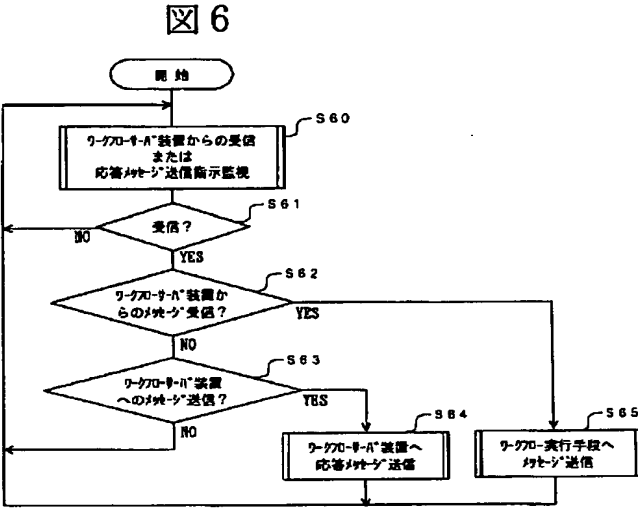 図6
開始
S60
ワークフローサーバ装置からの受信
または
応答メッセージ送信指示監視
S61
受信？
NO
YES
S62
ワークフローサーバ装置か
らのメッセージ受信？
YES
NO
S63
ワークフローサーバ装置
へのメッセージ送信？
YES
NO
S64
ワークフローサーバ装置へ
応答メッセージ送信
S65
ワークフロー実行手段へ
メッセージ送信